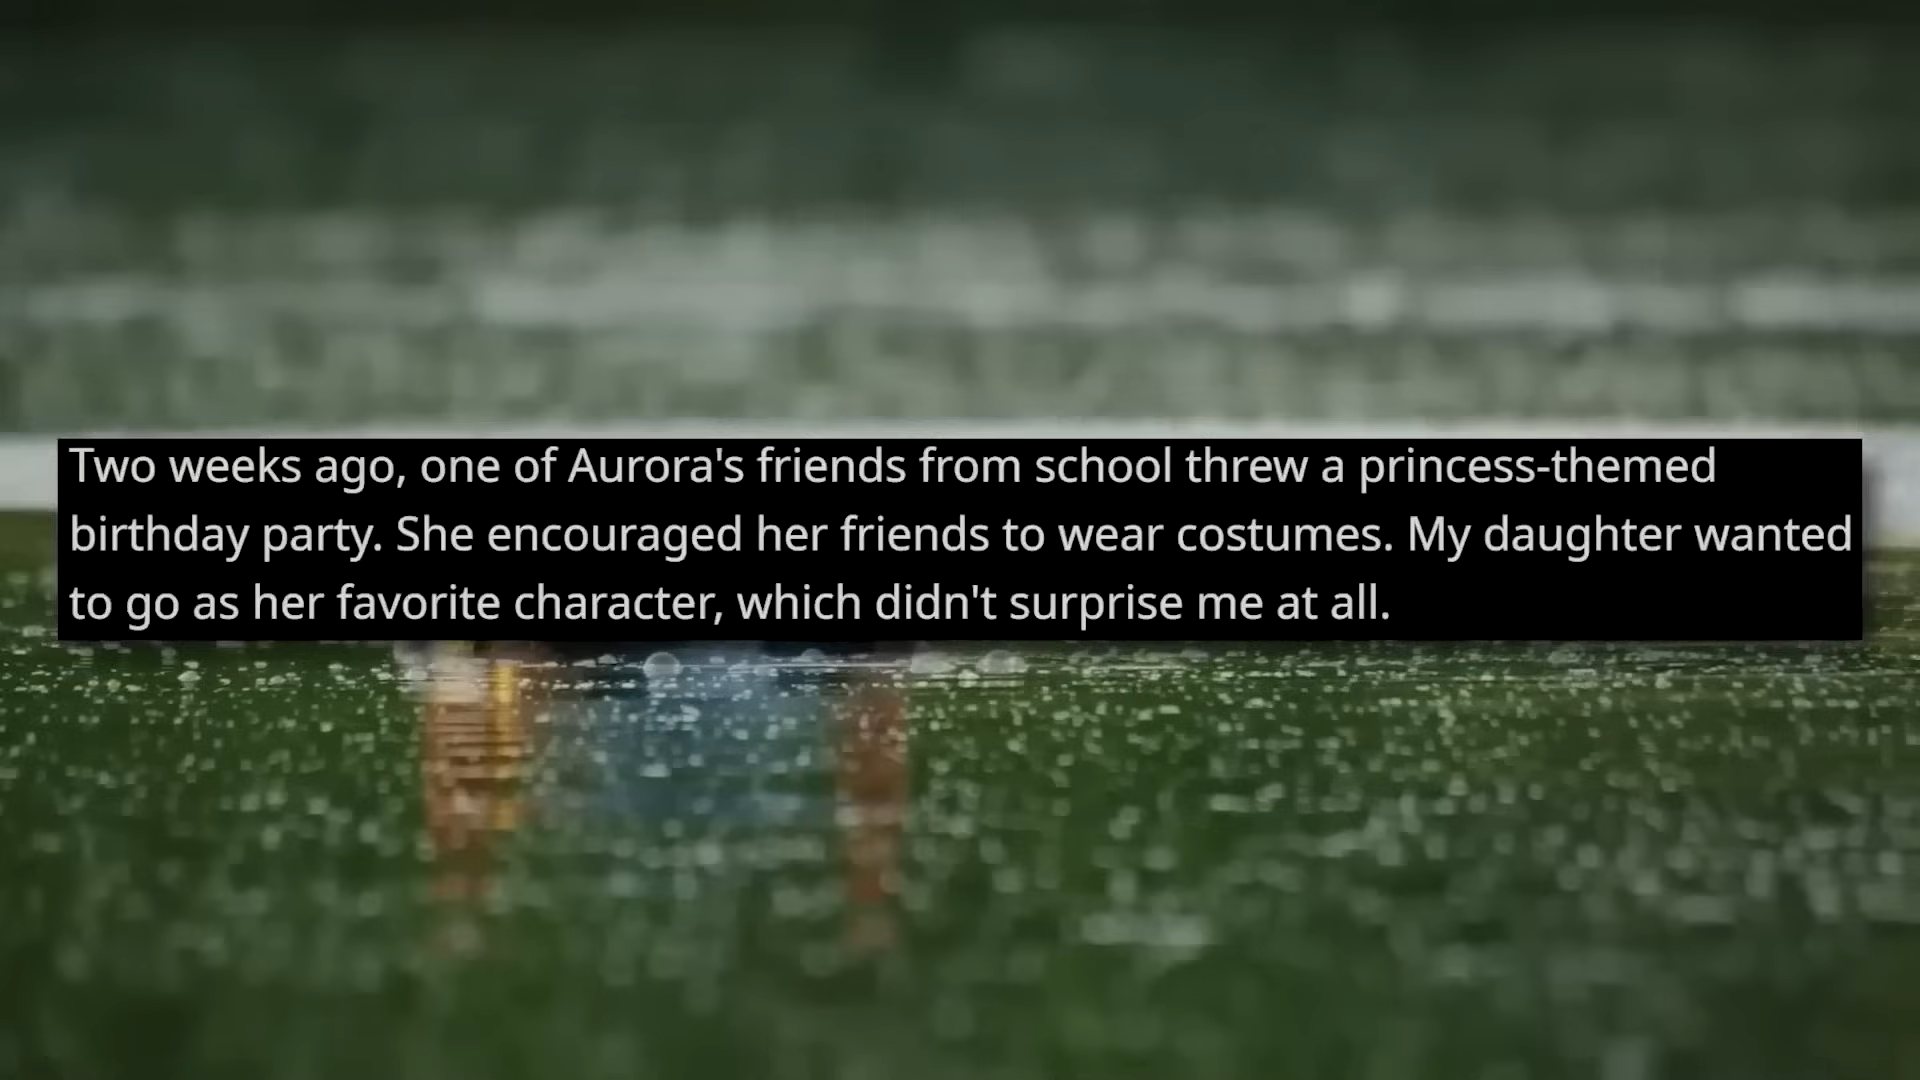 Two weeks ago, one of Aurora's friends from school threw a princess-themed
birthday party. She encouraged her friends to wear costumes. My daughter wanted
to go as her favorite character, which didn't surprise me at all.